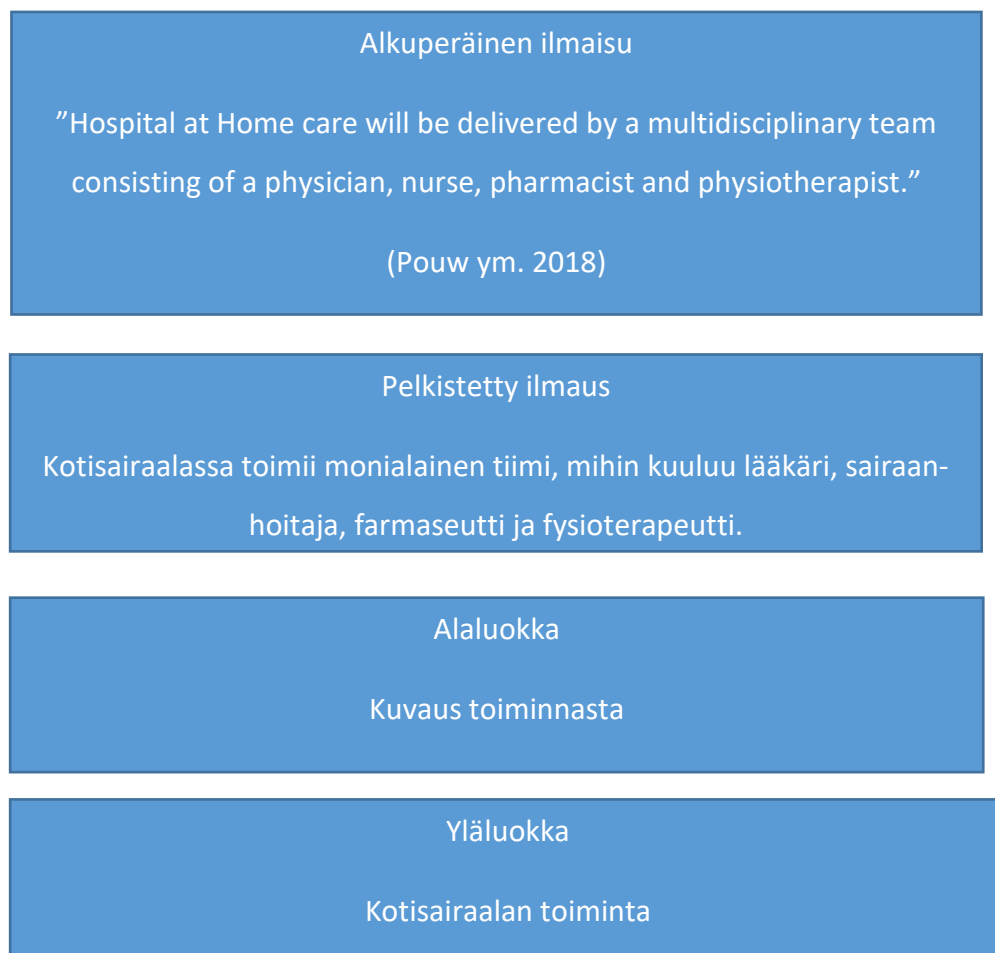 Alkuperäinen ilmaisu
”Hospital at Home care will be delivered by a multidisciplinary team
consisting of a physician, nurse, pharmacist and physiotherapist.”
(Pouw ym. 2018)
Pelkistetty ilmaus
Kotisairaalassa toimii monialainen tiimi, mihin kuuluu lääkäri, sairaan-
hoitaja, farmaseutti ja fysioterapeutti.
Alaluokka
Kuvaus toiminnasta
Yläluokka
Kotisairaalan toiminta